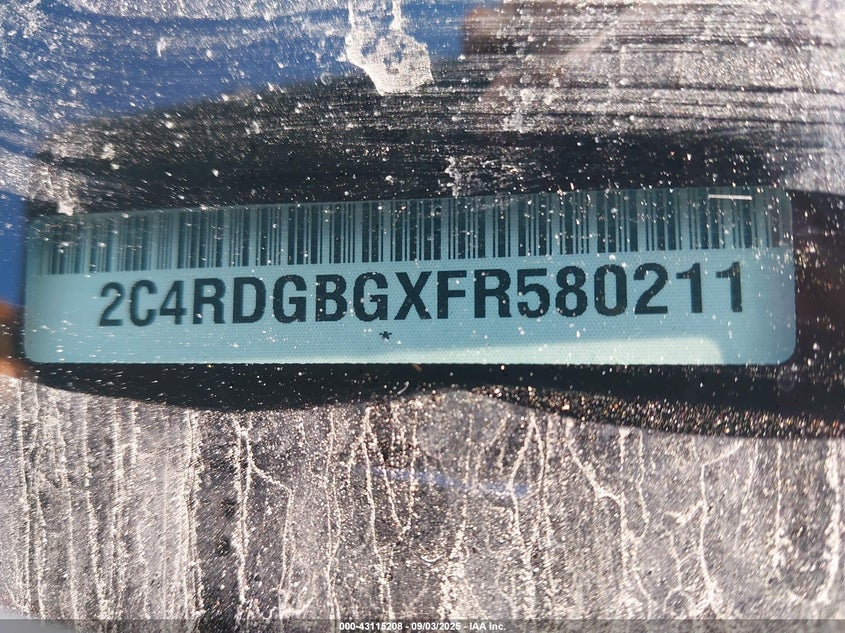 2C4RDGBGXFR580211
*
000-43115208 - 09/03/2025 - IAA Inc.